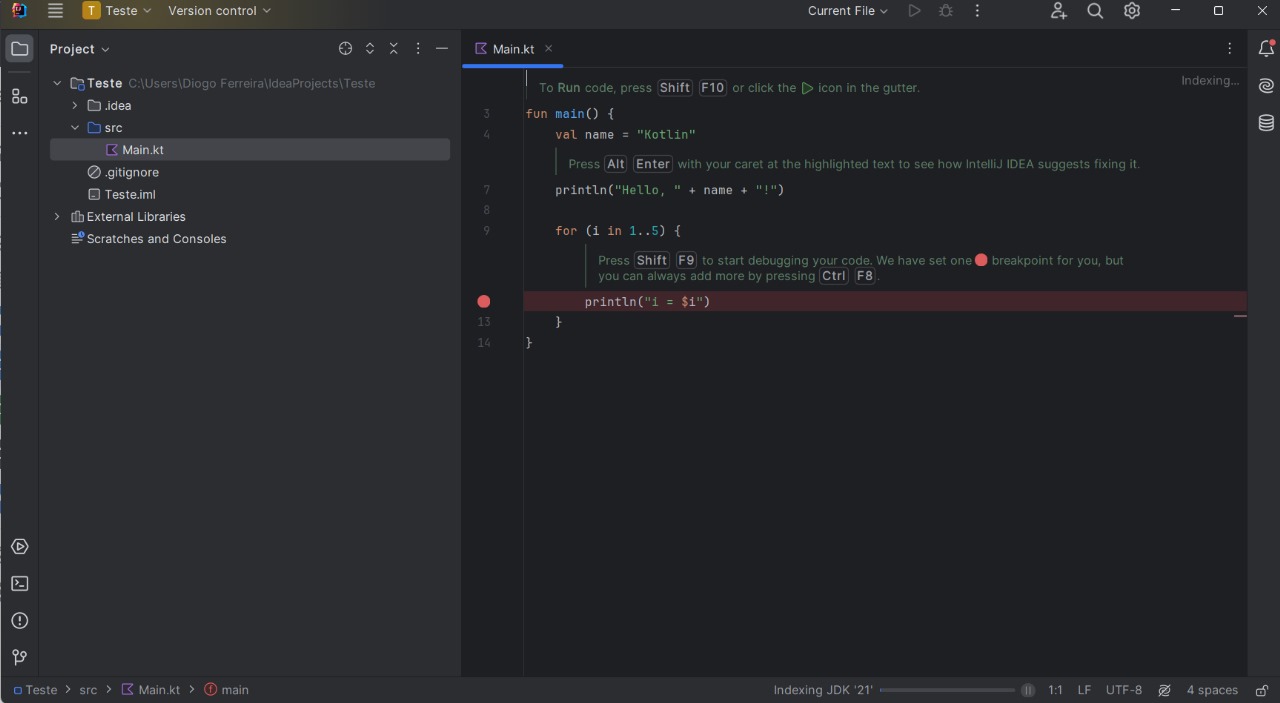 T Teste Version control Current File
Project
Main.kt
Teste C:\Users\Diogo Ferreira\IdeaProjects\Teste
.idea
src
Main.kt
.gitignore
Teste.iml
External Libraries
Scratches and Consoles
Indexing...
To Run code, press Shift F10 or click the icon in the gutter.
3 fun main() {
4 val name = "Kotlin"
Press Alt Enter with your caret at the highlighted text to see how IntelliJ IDEA suggests fixing it.
7 println("Hello, " + name + "!")
8
9 for (i in 1..5) {
Press Shift F9 to start debugging your code. We have set one breakpoint for you, but
you can always add more by pressing Ctrl F8.
println("i = $i")
13 }
14 }
Teste > src > Main.kt > main Indexing JDK '21' 1:1 LF UTF-8 4 spaces